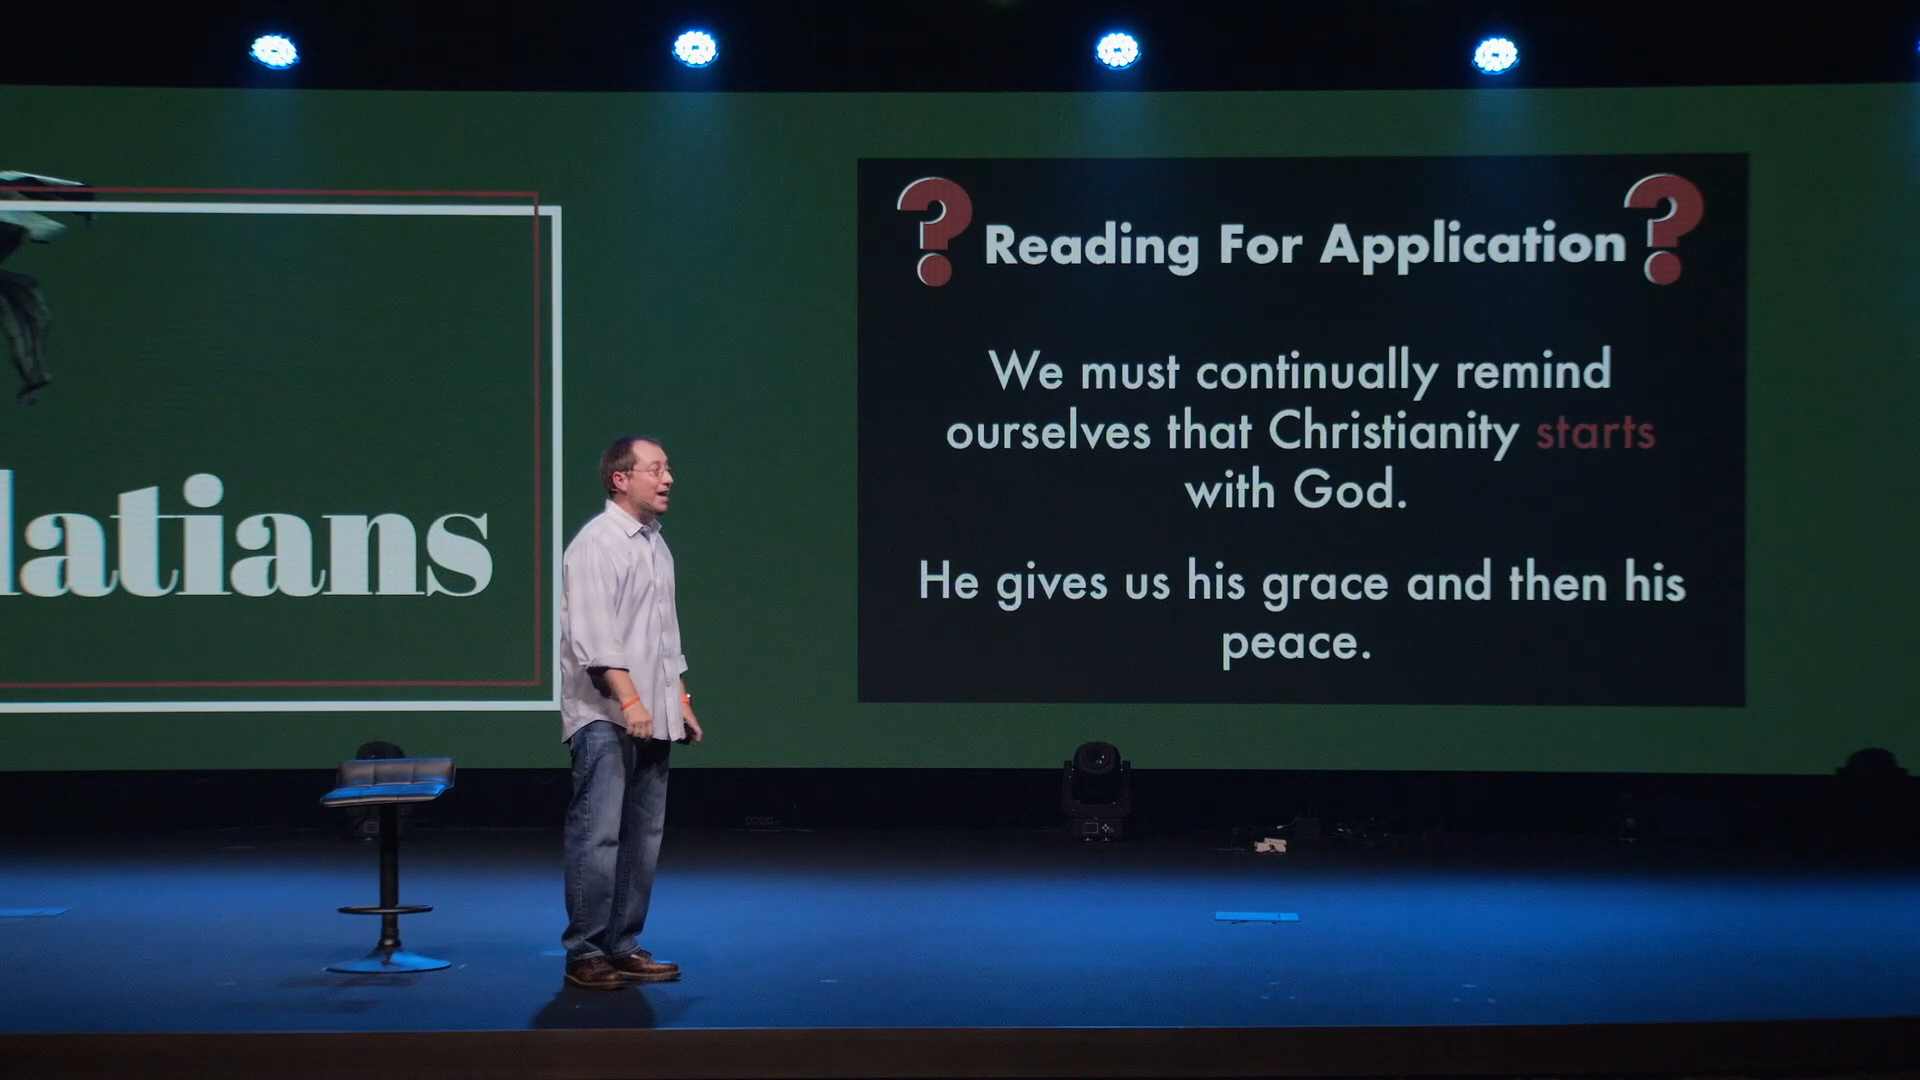 latians
? Reading For Application ?
We must continually remind
ourselves that Christianity starts
with God.
He gives us his grace and then his
peace.